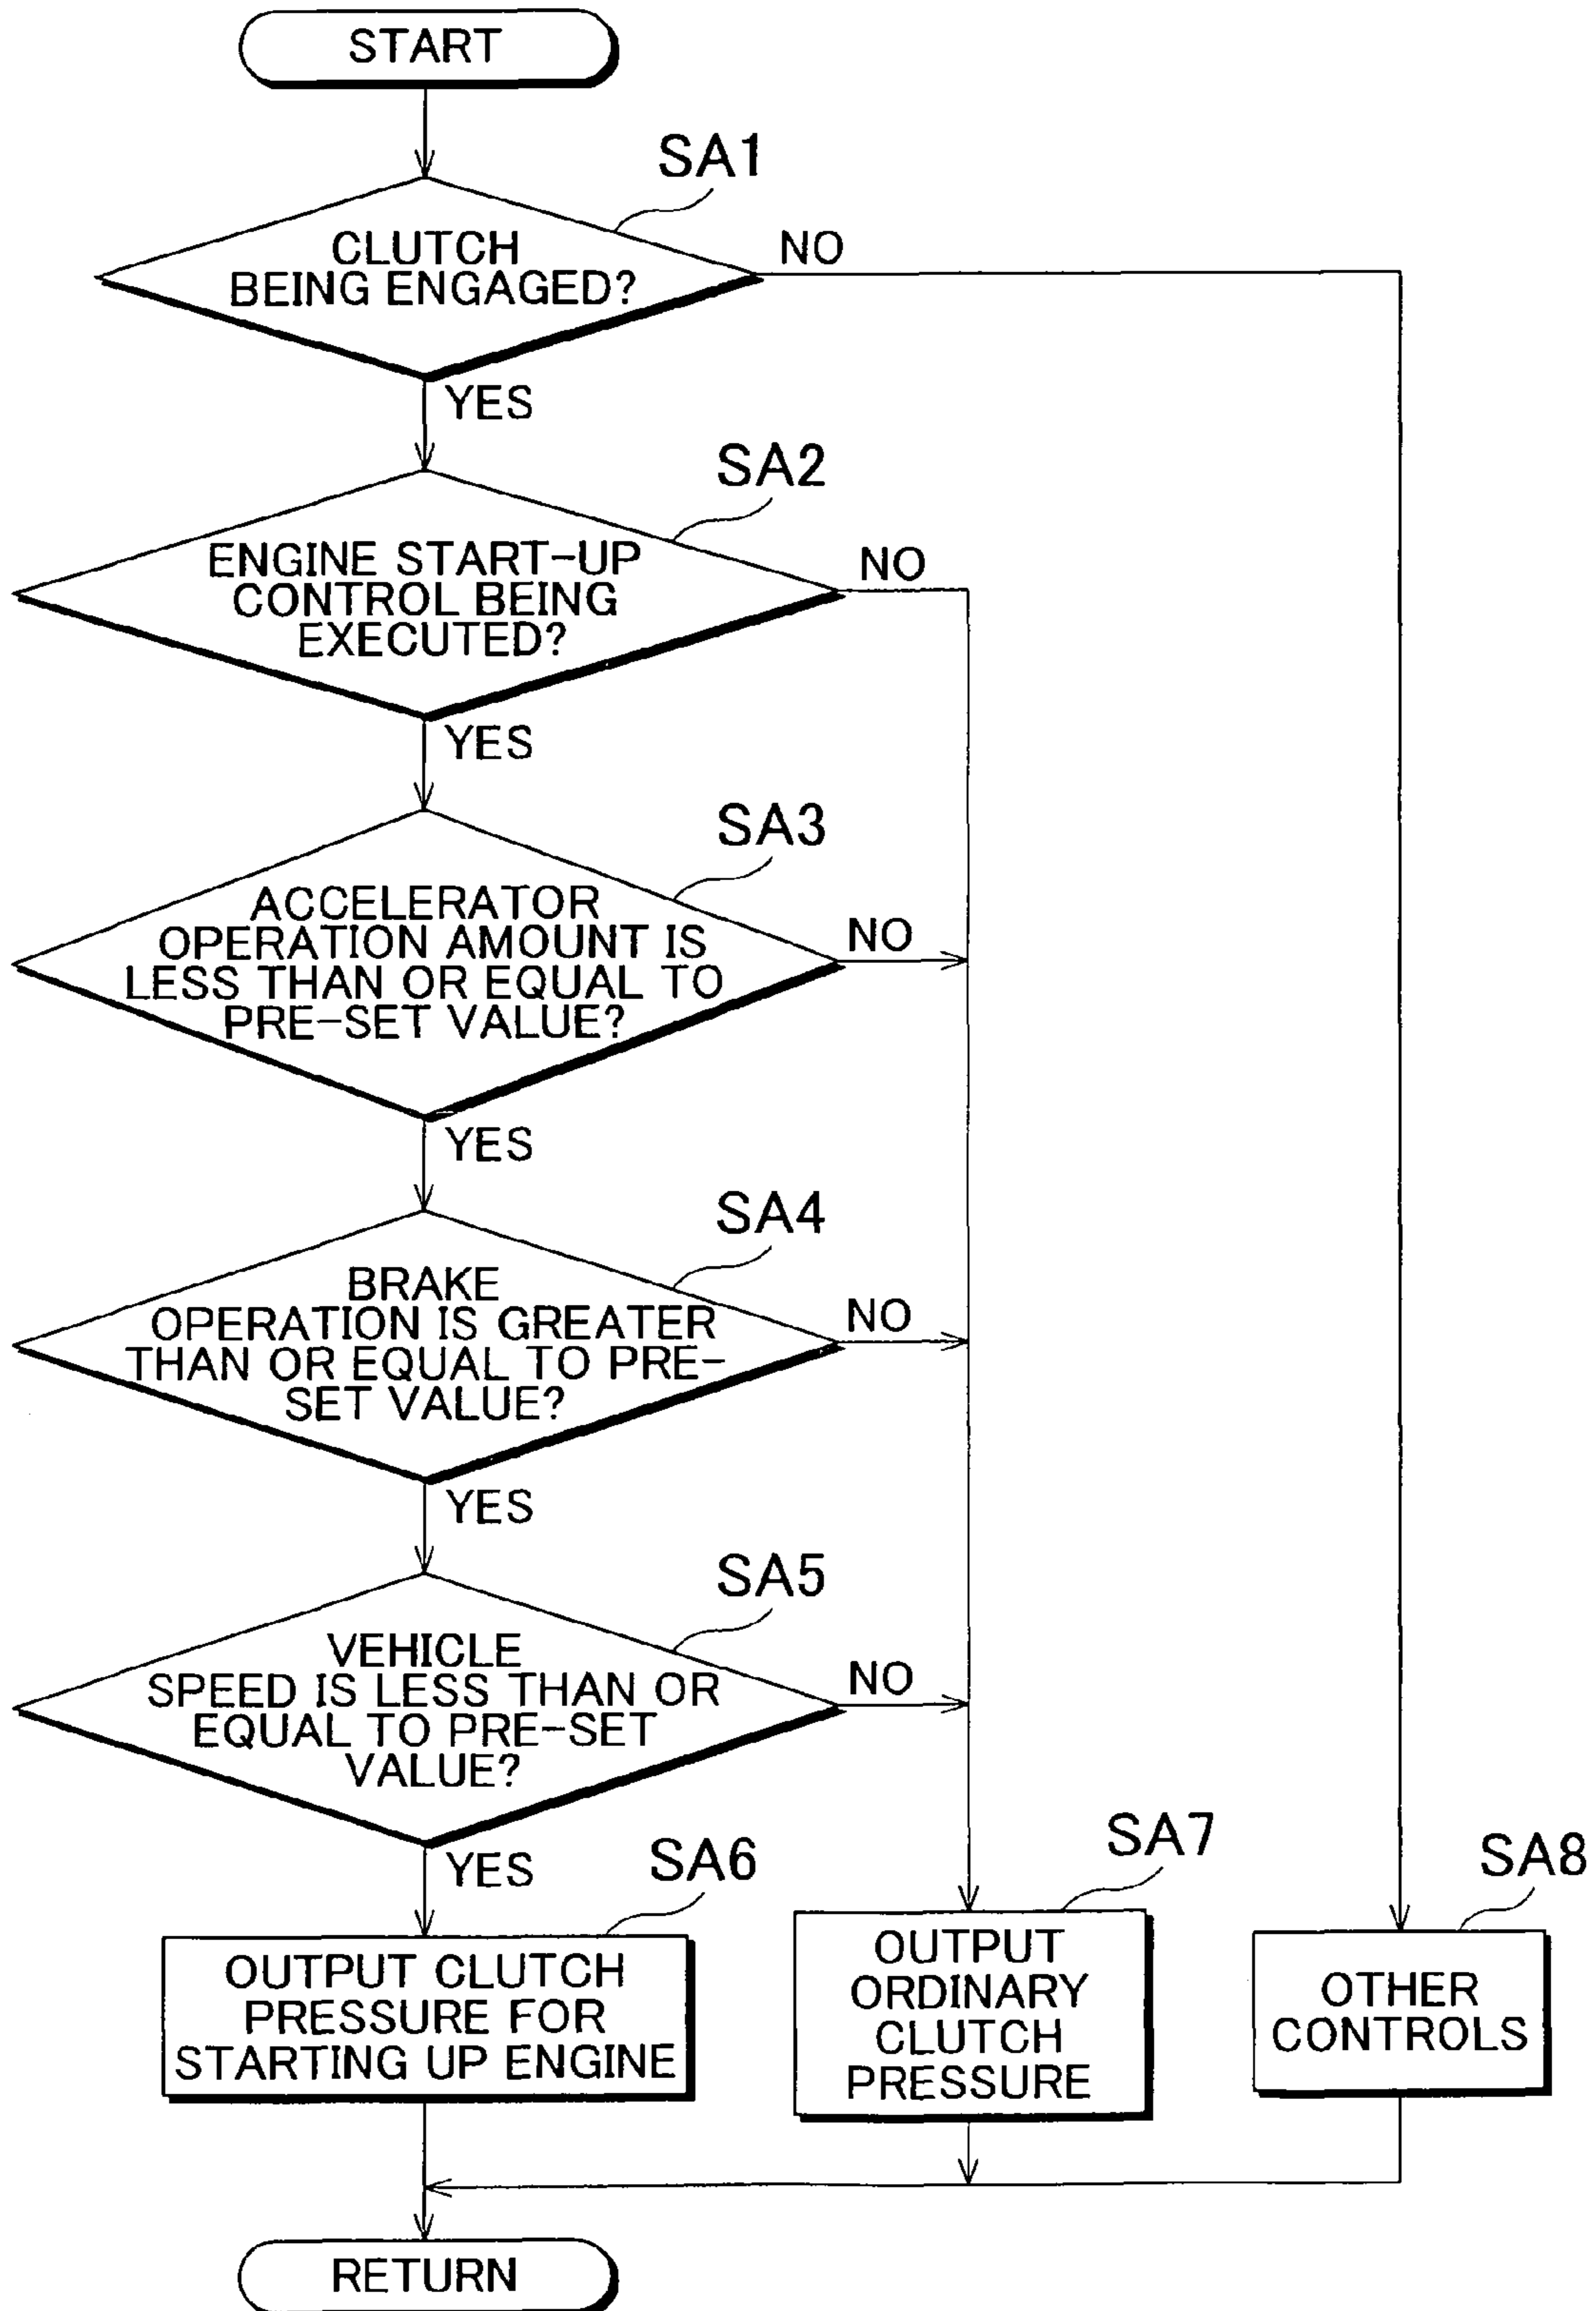 START
SA1
CLUTCH
BEING ENGAGED?
NO
YES
SA2
ENGINE START-UP
CONTROL BEING
EXECUTED?
NO
YES
SA3
ACCELERATOR
OPERATION AMOUNT IS
LESS THAN OR EQUAL TO
PRE-SET VALUE?
NO
YES
SA4
BRAKE
OPERATION IS GREATER
THAN OR EQUAL TO PRE-
SET VALUE?
NO
YES
SA5
VEHICLE
SPEED IS LESS THAN OR
EQUAL TO PRE-SET
VALUE?
NO
YES
SA6
OUTPUT CLUTCH
PRESSURE FOR
STARTING UP ENGINE
SA7
OUTPUT
ORDINARY
CLUTCH
PRESSURE
SA8
OTHER
CONTROLS
RETURN